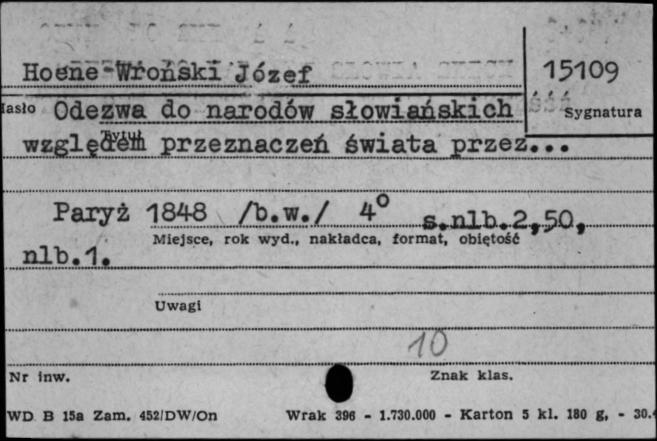 Hoene-Wroński Józef
15109
Sygnatura
Hasło Odezwa do narodów słowiańskich
Tytuł
względem przeznaczeń świata przez...
Paryż 1848 /b.w./ 4° s.nlb.2,50,
Miejsce, rok wyd., nakładca, format, objętość
nlb.1.
Uwagi
10
Nr inw.
Znak klas.
WD B 15a Zam. 452/DW/On Wrak 396 - 1.730.000 - Karton 5 kl. 180 g, - 30.